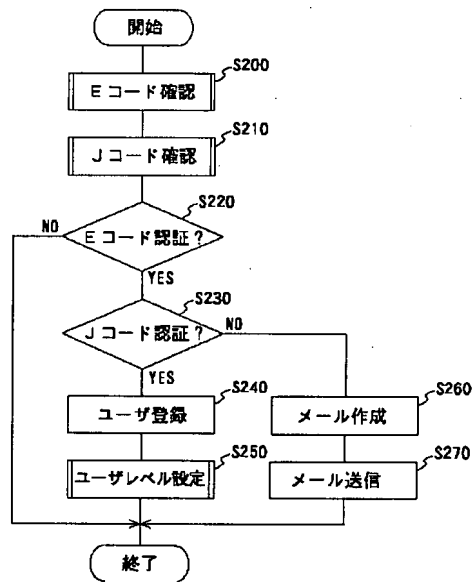 開始
S200
Eコード確認
S210
Jコード確認
S220
NO
Eコード認証?
YES
S230
Jコード認証?
NO
YES
S240
ユーザ登録
S260
メール作成
S250
ユーザレベル設定
S270
メール送信
終了